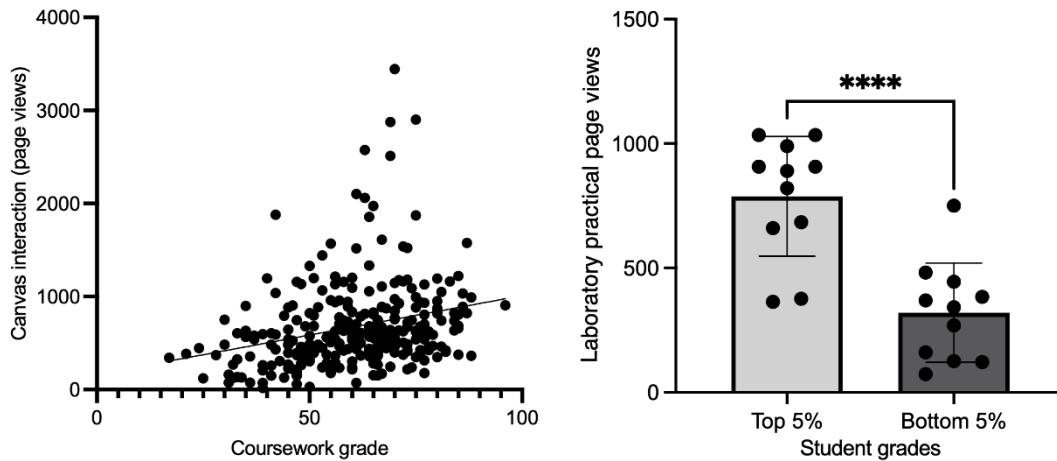 4000
3000
2000
1000
0
Canvas interaction (page views)
0
50
100
Coursework grade
1500
1000
500
0
Laboratory practical page views
****
Top 5%
Bottom 5%
Student grades